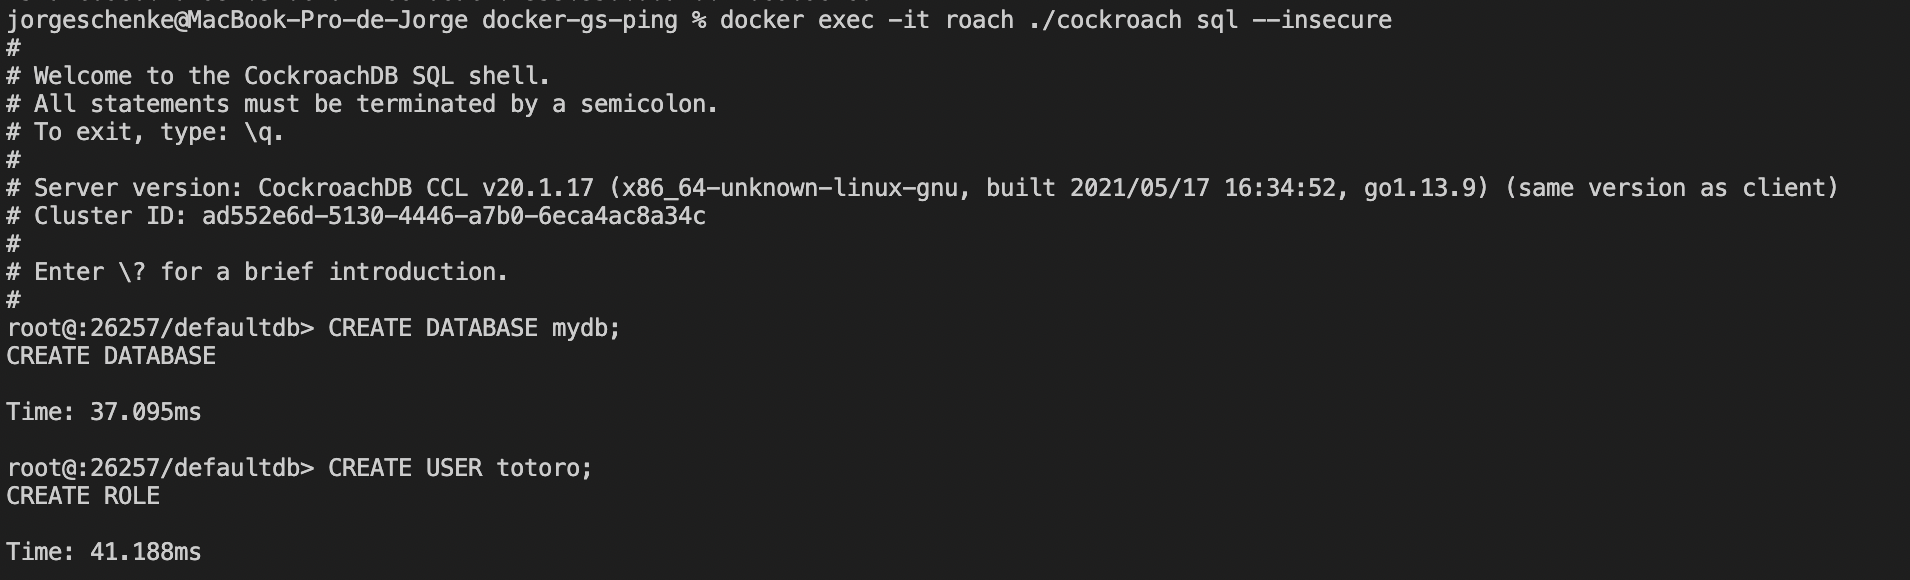 jorgeschenke@MacBook-Pro-de-Jorge docker-gs-ping % docker exec -it roach ./cockroach sql --insecure
#
# Welcome to the CockroachDB SQL shell.
# All statements must be terminated by a semicolon.
# To exit, type: \q.
#
# Server version: CockroachDB CCL v20.1.17 (x86_64-unknown-linux-gnu, built 2021/05/17 16:34:52, go1.13.9) (same version as client)
# Cluster ID: ad552e6d-5130-4446-a7b0-6eca4ac8a34c
#
# Enter \? for a brief introduction.
#
root@:26257/defaultdb> CREATE DATABASE mydb;
CREATE DATABASE
Time: 37.095ms
root@:26257/defaultdb> CREATE USER totoro;
CREATE ROLE
Time: 41.188ms